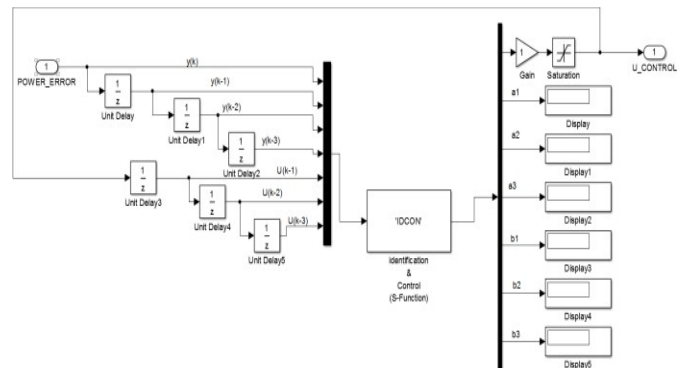 1
POWER_ERROR
y(k)
y(k-1)
y(k-2)
y(k-3)
U(k-1)
U(k-2)
U(k-3)
1
z
Unit Delay
1
z
Unit Delay1
1
z
Unit Delay2
1
z
Unit Delay3
1
z
Unit Delay4
1
z
Unit Delay5
'IDCON'
Identification
&
Control
(S-Function)
1
Gain
Saturation
1
U_CONTROL
a1
Display
a2
Display1
a3
Display2
b1
Display3
b2
Display4
b3
Display5